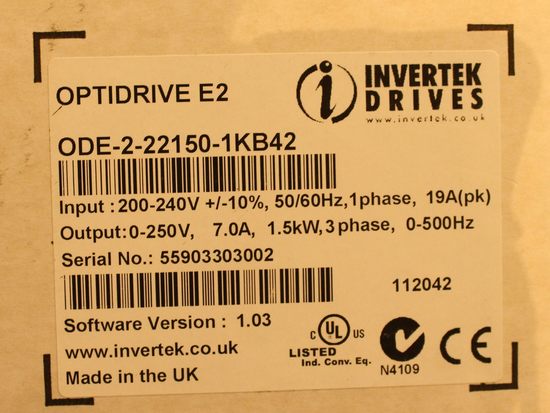 OPTIDRIVE E2
INVERTEK
DRIVES
www.invertek.co.uk
ODE-2-22150-1KB42
Input : 200-240V +/-10%, 50/60Hz,1phase, 19A(pk)
Output:0-250V, 7.0A, 1.5kW,3 phase, 0-500Hz
Serial No.: 55903303002
112042
Software Version : 1.03
www.invertek.co.uk
Made in the UK
C UL US
LISTED
Ind. Conv. Eq.
N4109
CE